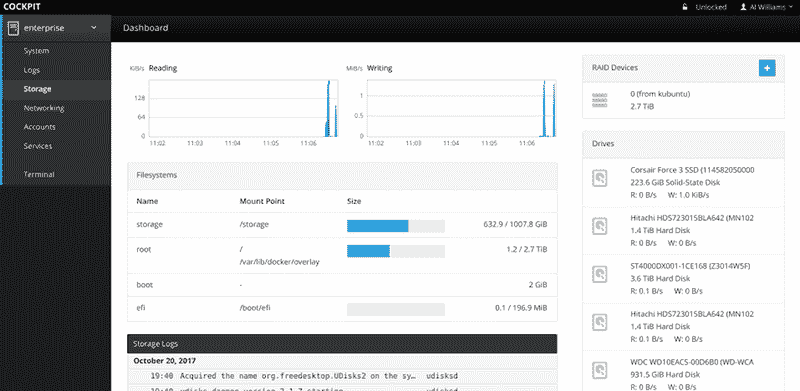 COCKPIT
Unlocked
Al Williams
enterprise
Dashboard
System
Logs
Storage
Networking
Accounts
Services
Terminal
KiB/s Reading
128
64
0
11:02 11:03 11:04 11:05 11:06
MiB/s Writing
1
0.5
0
11:02 11:03 11:04 11:05 11:06
Filesystems
Name Mount Point Size
storage /storage 632.9 / 1007.8 GiB
root / 1.2 / 2.7 TiB
/var/lib/docker/overlay
boot - 2 GiB
efi /boot/efi 0.1 / 196.9 MiB
Storage Logs
October 20, 2017
19:40 Acquired the name org.freedesktop.UDisks2 on the sy… udisksd
19:40 udisks daemon version 2.1.7 starting udisksd
RAID Devices
+
0 (from kubuntu)
2.7 TiB
Drives
Corsair Force 3 SSD (114582050000
223.6 GiB Solid-State Disk
R: 0 B/s W: 1.0 KiB/s
Hitachi HDS723015BLA642 (MN102
1.4 TiB Hard Disk
R: 0 B/s W: 0 B/s
ST4000DX001-1CE168 (Z3014W5F)
3.6 TiB Hard Disk
R: 0.1 B/s W: 0 B/s
Hitachi HDS723015BLA642 (MN102
1.4 TiB Hard Disk
R: 0.1 B/s W: 0 B/s
WDC WD10EACS-00D6B0 (WD-WCA
931.5 GiB Hard Disk
R: 0 B/s W: 0 B/s